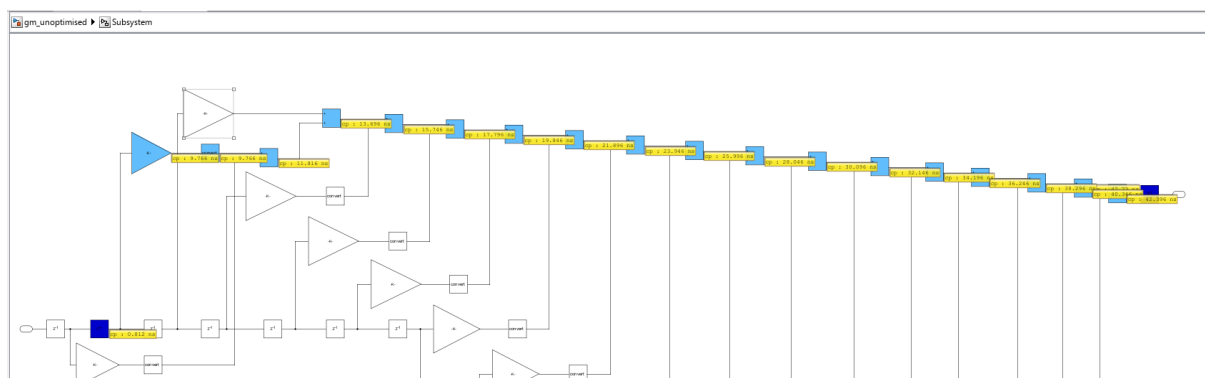 gm_unoptimised ▶ Subsystem
cp : 13.696 ns
cp : 15.746 ns
cp : 17.796 ns
cp : 19.846 ns
cp : 21.896 ns
cp : 23.946 ns
cp : 25.996 ns
cp : 9.766 ns
cp : 9.766 ns
cp : 11.816 ns
cp : 28.046 ns
cp : 30.096 ns
cp : 32.146 ns
cp : 34.196 ns
cp : 36.246 ns
cp : 38.296 ns
cp : 40.346 ns
cp : 42.396 ns
convert
convert
convert
convert
cp : 0.812 ns
convert
convert